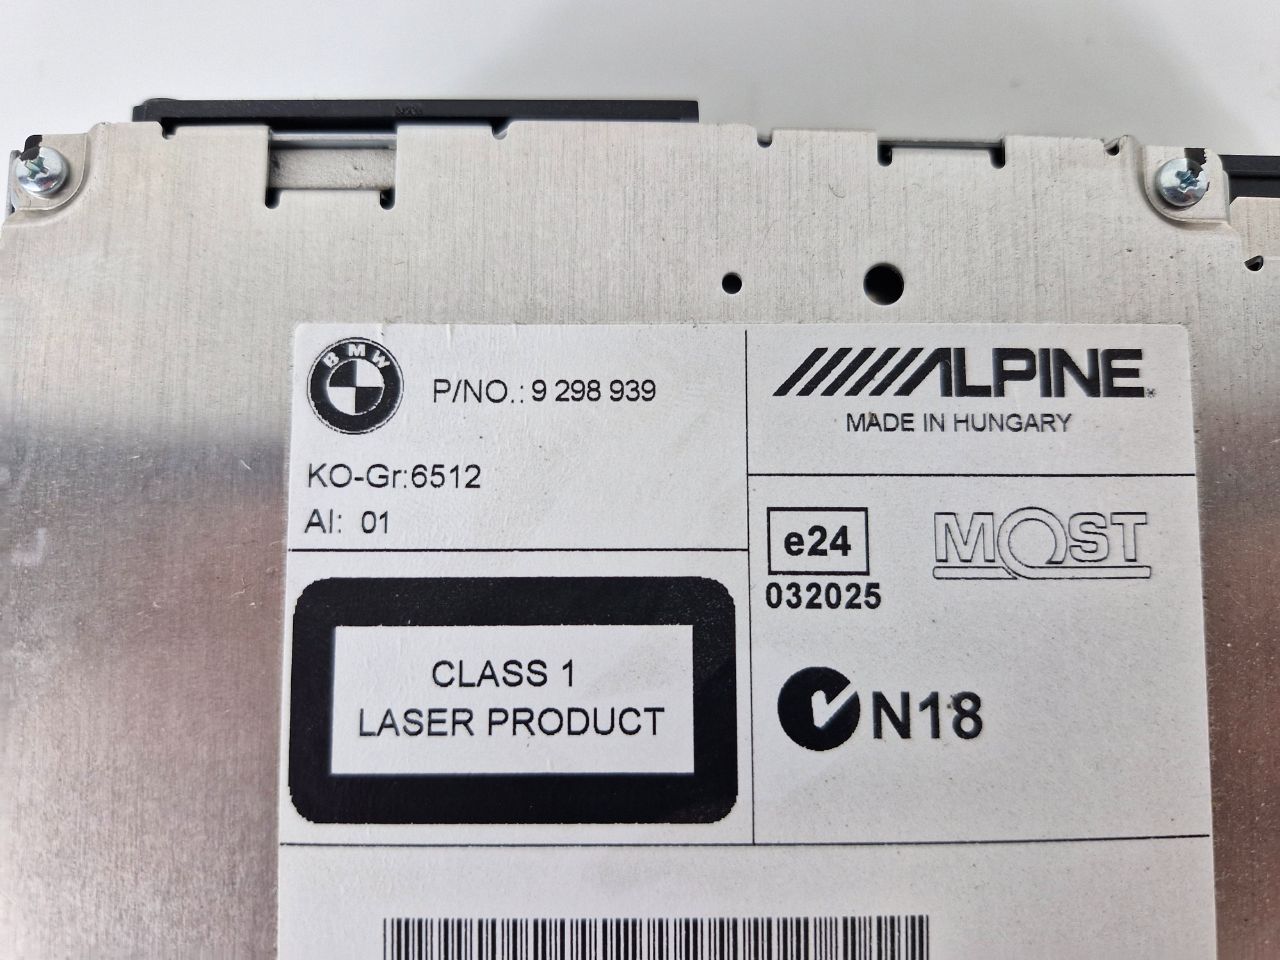 BMW
P/NO.: 9 298 939
KO-Gr:6512
AI: 01
ALPINE
MADE IN HUNGARY
e24
032025
MOST
N18
CLASS 1
LASER PRODUCT